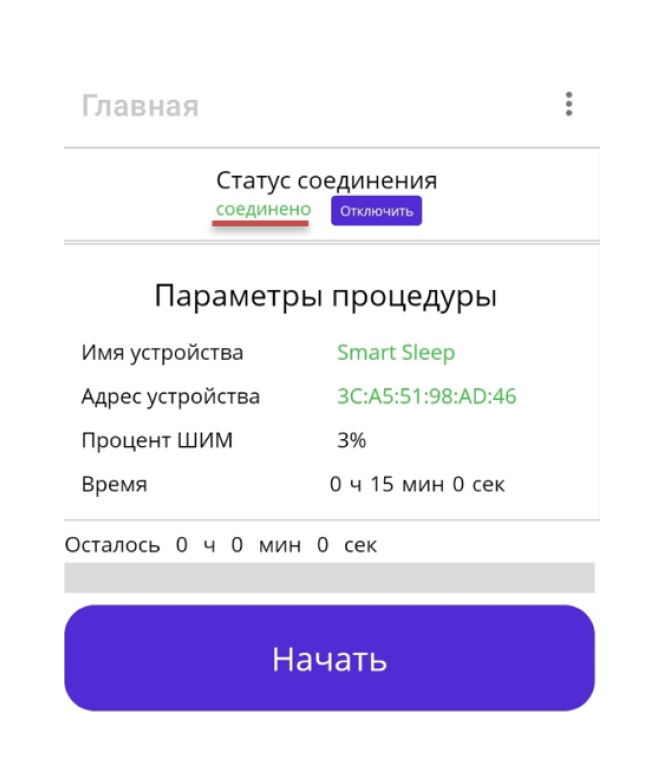 Главная
Статус соединения
соединено Отключить
Параметры процедуры
Имя устройства Smart Sleep
Адрес устройства 3C:A5:51:98:AD:46
Процент ШИМ 3%
Время 0 ч 15 мин 0 сек
Осталось 0 ч 0 мин 0 сек
Начать